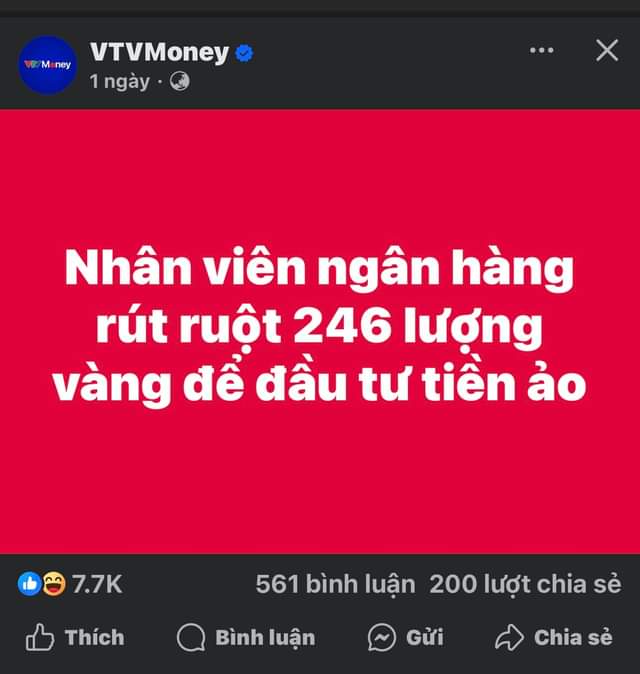 VTVMoney
VTVMoney
1 ngày ·
Nhân viên ngân hàng
rút ruột 246 lượng
vàng để đầu tư tiền ảo
7.7K 561 bình luận 200 lượt chia sẻ
Thích Bình luận Gửi Chia sẻ